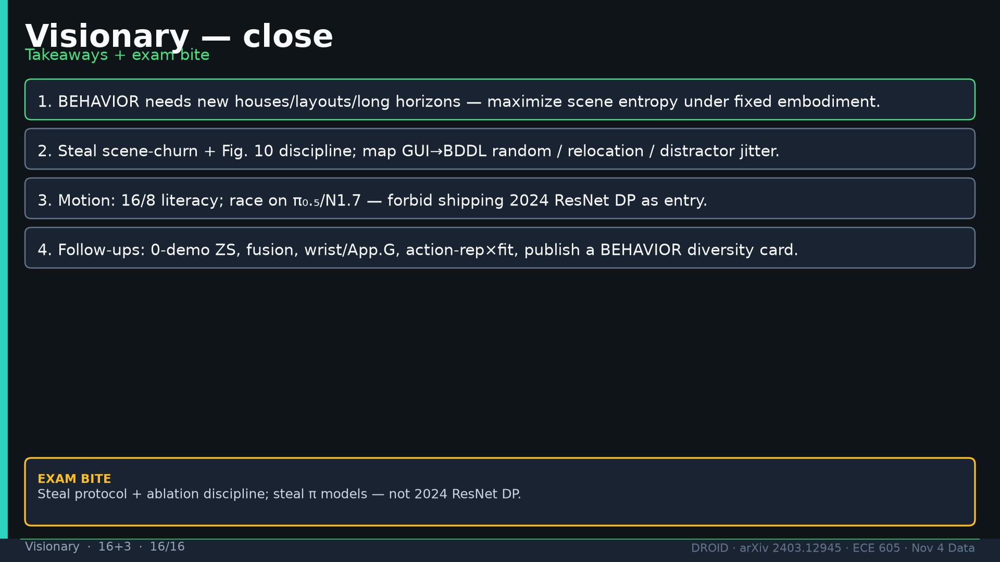 Visionary — close
Takeaways + exam bite
1. BEHAVIOR needs new houses/layouts/long horizons — maximize scene entropy under fixed embodiment.
2. Steal scene-churn + Fig. 10 discipline; map GUI→BDDL random / relocation / distractor jitter.
3. Motion: 16/8 literacy; race on π₀.₅/N1.7 — forbid shipping 2024 ResNet DP as entry.
4. Follow-ups: 0-demo ZS, fusion, wrist/App.G, action-rep×fit, publish a BEHAVIOR diversity card.
EXAM BITE
Steal protocol + ablation discipline; steal π models — not 2024 ResNet DP.
Visionary · 16+3 · 16/16
DROID · arXiv 2403.12945 · ECE 605 · Nov 4 Data